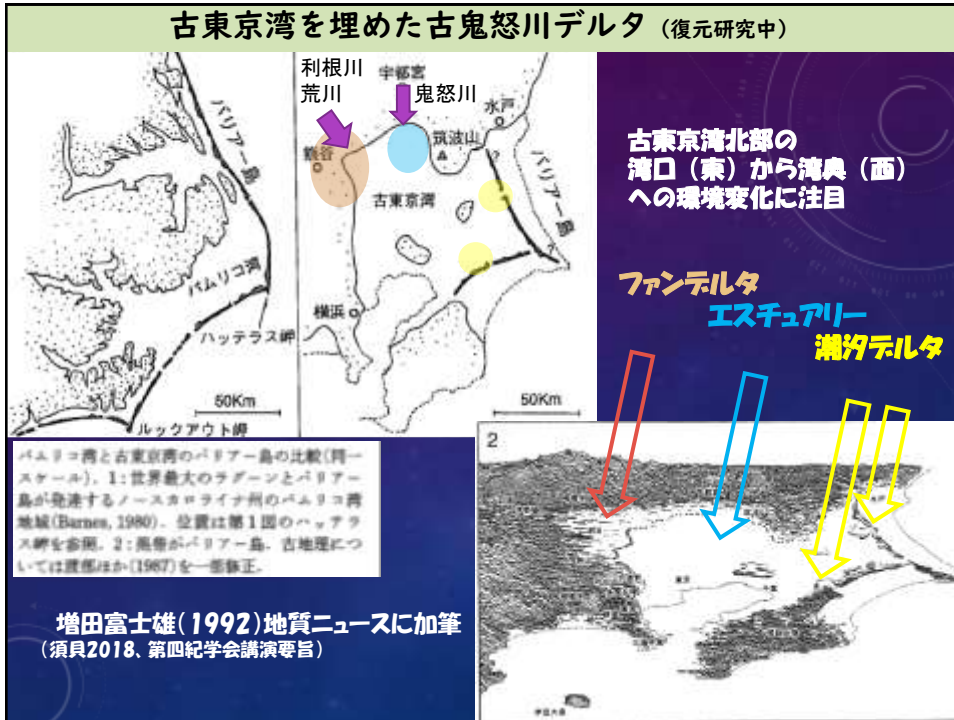 古東京湾を埋めた古鬼怒川デルタ（復元研究中）
バリアー島
パムリコ湾
ハッテラス岬
50Km
ルックアウト岬
利根川
荒川
宇都宮
鬼怒川
水戸
筑波山
?
熊谷
バリアー島
古東京湾
横浜
50Km
古東京湾北部の
湾口（東）から湾奥（西）
への環境変化に注目
ファンデルタ
エスチュアリー
潮汐デルタ
パムリコ湾と古東京湾のバリアー島の比較(同一
スケール)．1：世界最大のラグーンとバリアー
島が発達するノースカロライナ州のパムリコ湾
地域(Barnes, 1980)．位置は第1図のハッテラ
ス岬を参照．2：黒帯がバリアー島．古地理につ
いては渡部ほか(1987)を一部修正．
増田富士雄(1992)地質ニュースに加筆
（須貝2018、第四紀学会講演要旨）
2
東京
千葉
伊豆大島